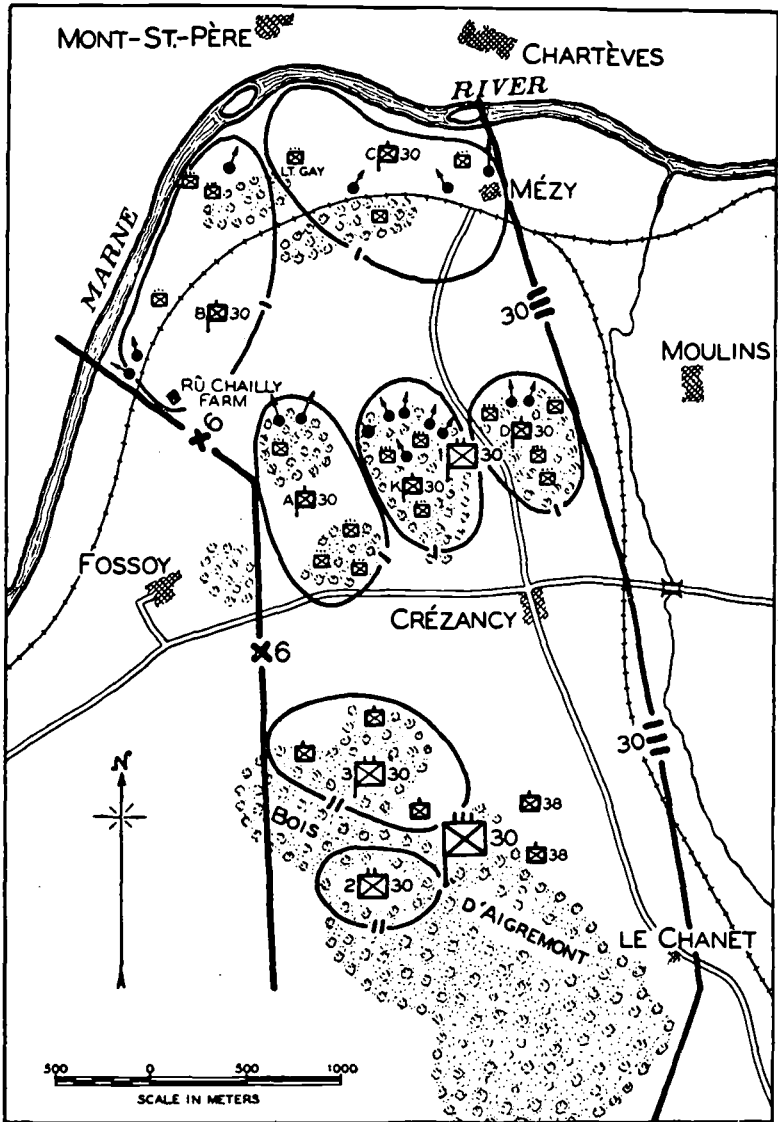 MONT-ST.-PÈRE
CHARTÈVES
RIVER
C 30
LT. GAY
MÉZY
MARNE
B 30
30
MOULINS
RÛ CHAILLY
FARM
6
D 30
30
K 30
A 30
FOSSOY
CRÉZANCY
6
30
3 30
BOIS
38
30
38
2 30
D'AIGREMONT
LE CHANET
N
500 0 500 1000
SCALE IN METERS